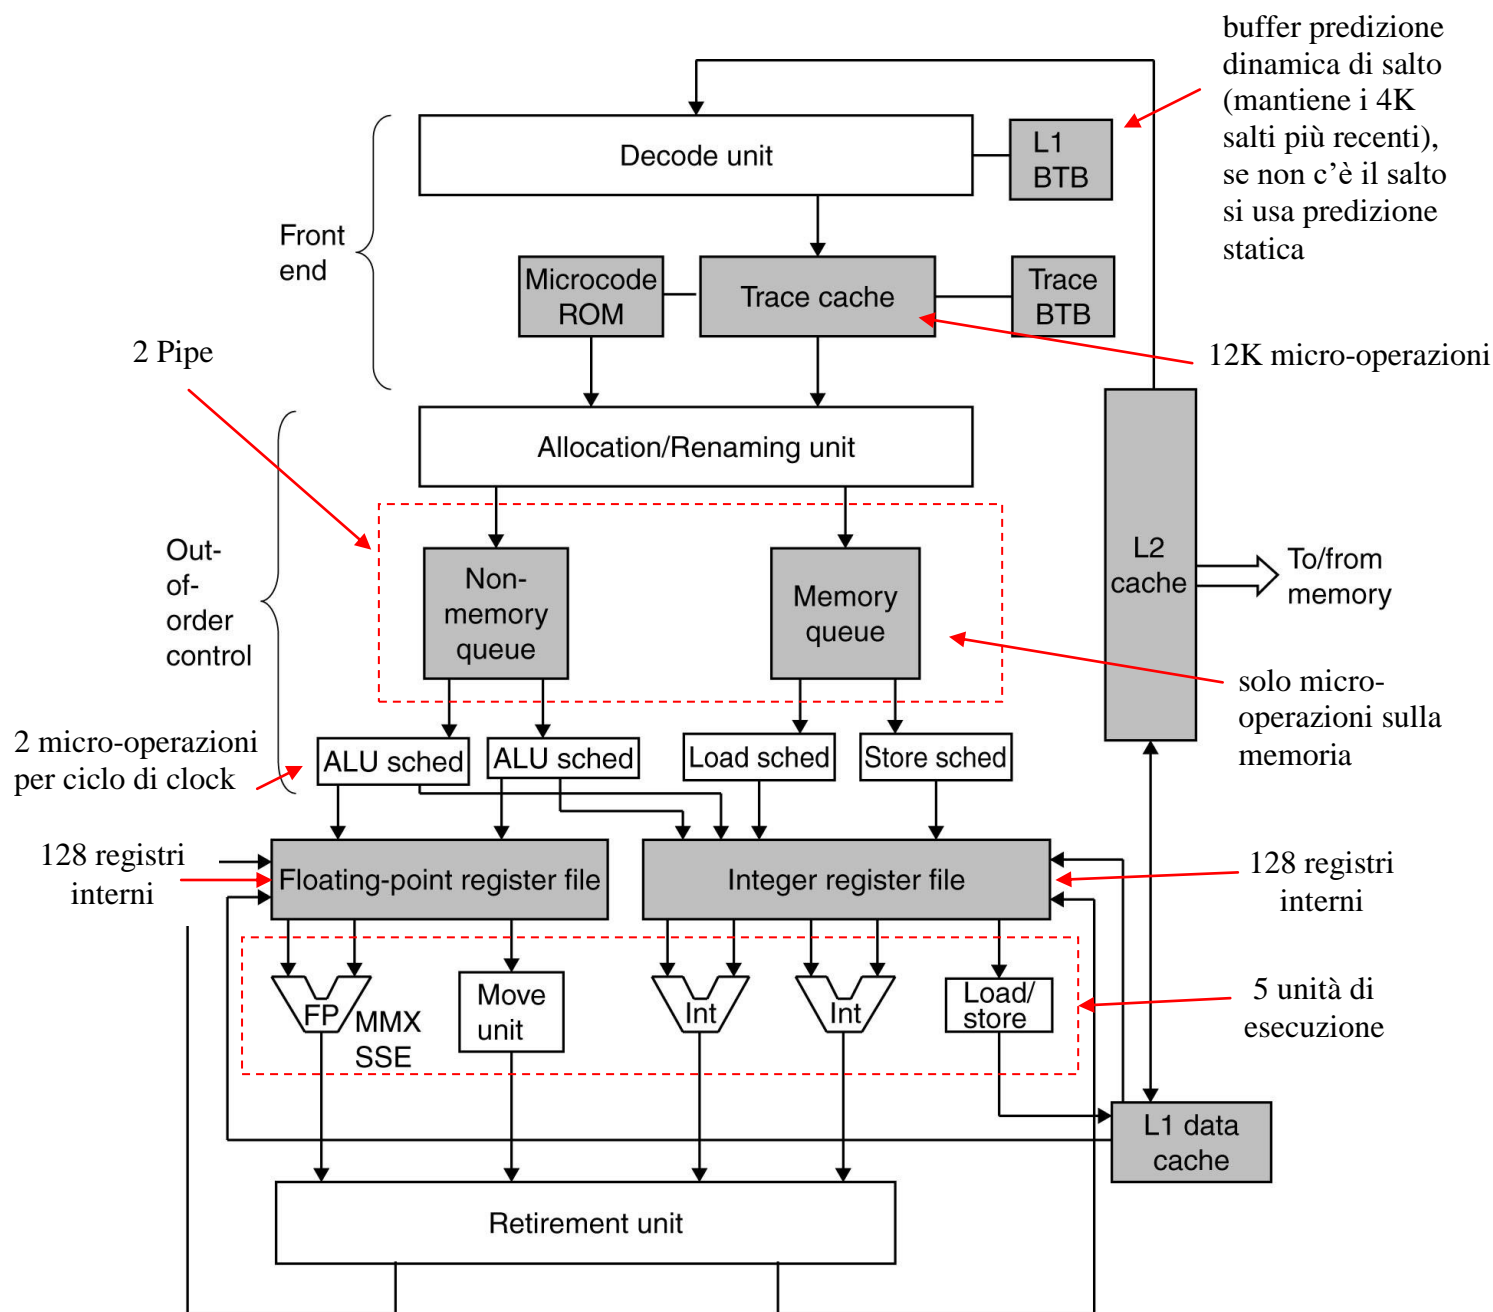 buffer predizione
dinamica di salto
(mantiene i 4K
salti più recenti),
se non c’è il salto
si usa predizione
statica
Decode unit
L1
BTB
Front
end
Microcode
ROM
Trace cache
Trace
BTB
2 Pipe
12K micro-operazioni
Allocation/Renaming unit
Out-
of-
order
control
Non-
memory
queue
Memory
queue
L2
cache
To/from
memory
solo micro-
operazioni sulla
memoria
2 micro-operazioni
per ciclo di clock
ALU sched
ALU sched
Load sched
Store sched
128 registri
interni
Floating-point register file
Integer register file
128 registri
interni
FP
MMX
SSE
Move
unit
Int
Int
Load/
store
5 unità di
esecuzione
L1 data
cache
Retirement unit